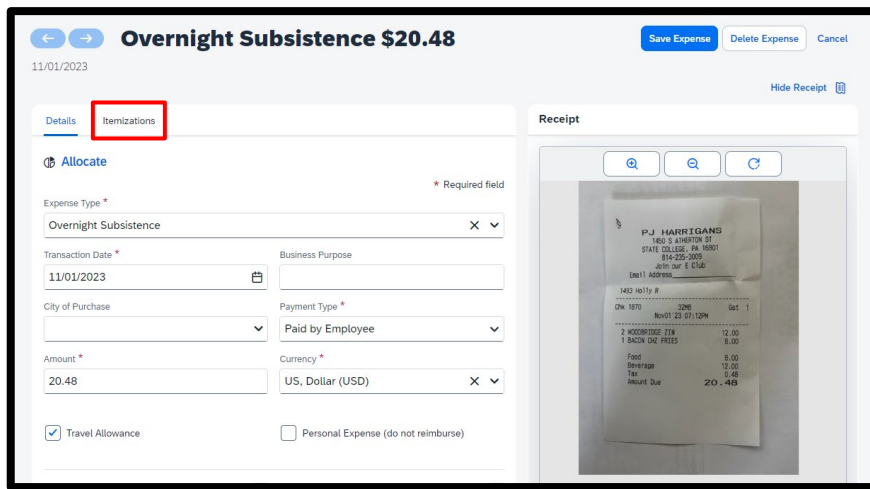 Overnight Subsistence $20.48
Save Expense
Delete Expense
Cancel
11/01/2023
Hide Receipt
Details
Itemizations
Allocate
* Required field
Expense Type *
Overnight Subsistence
Transaction Date *
Business Purpose
11/01/2023
City of Purchase
Payment Type *
Paid by Employee
Amount *
Currency *
20.48
US, Dollar (USD)
Travel Allowance
Personal Expense (do not reimburse)
Receipt
PJ HARRIGANS
1450 S ATHERTON ST
STATE COLLEGE, PA 16801
814-235-3009
Join our E Club
Email Address
1493 Holly R
Chk 1870 Gst 1
Nov01'23 07:12PM
2 WOODBRIDGE ZIN 12.00
1 BACON CHZ FRIES 8.00
Food 8.00
Beverage 12.00
Tax 0.48
Amount Due 20.48